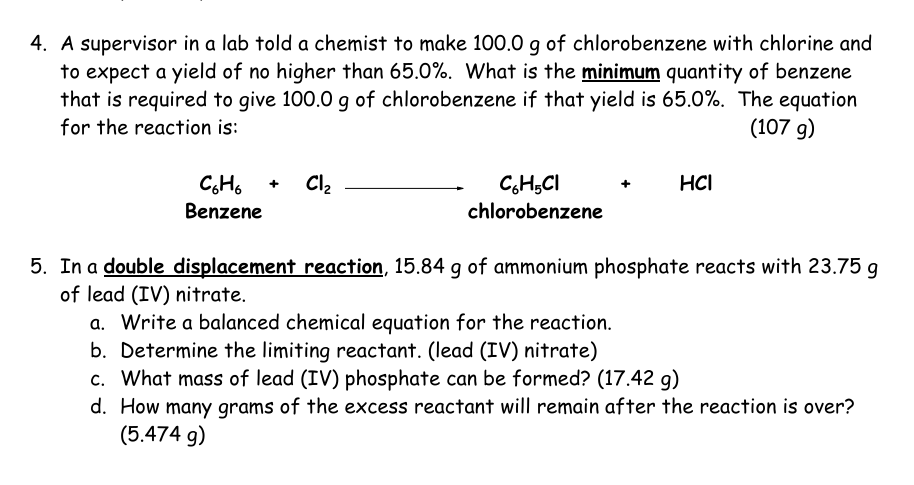 4. A supervisor in a lab told a chemist to make 100.0 g of chlorobenzene with chlorine and
to expect a yield of no higher than 65.0%. What is the minimum quantity of benzene
that is required to give 100.0 g of chlorobenzene if that yield is 65.0%. The equation
for the reaction is: (107 g)
C₆H₆ + Cl₂ ⟶ C₆H₅Cl + HCl
Benzene chlorobenzene
5. In a double displacement reaction, 15.84 g of ammonium phosphate reacts with 23.75 g
of lead (IV) nitrate.
a. Write a balanced chemical equation for the reaction.
b. Determine the limiting reactant. (lead (IV) nitrate)
c. What mass of lead (IV) phosphate can be formed? (17.42 g)
d. How many grams of the excess reactant will remain after the reaction is over?
(5.474 g)